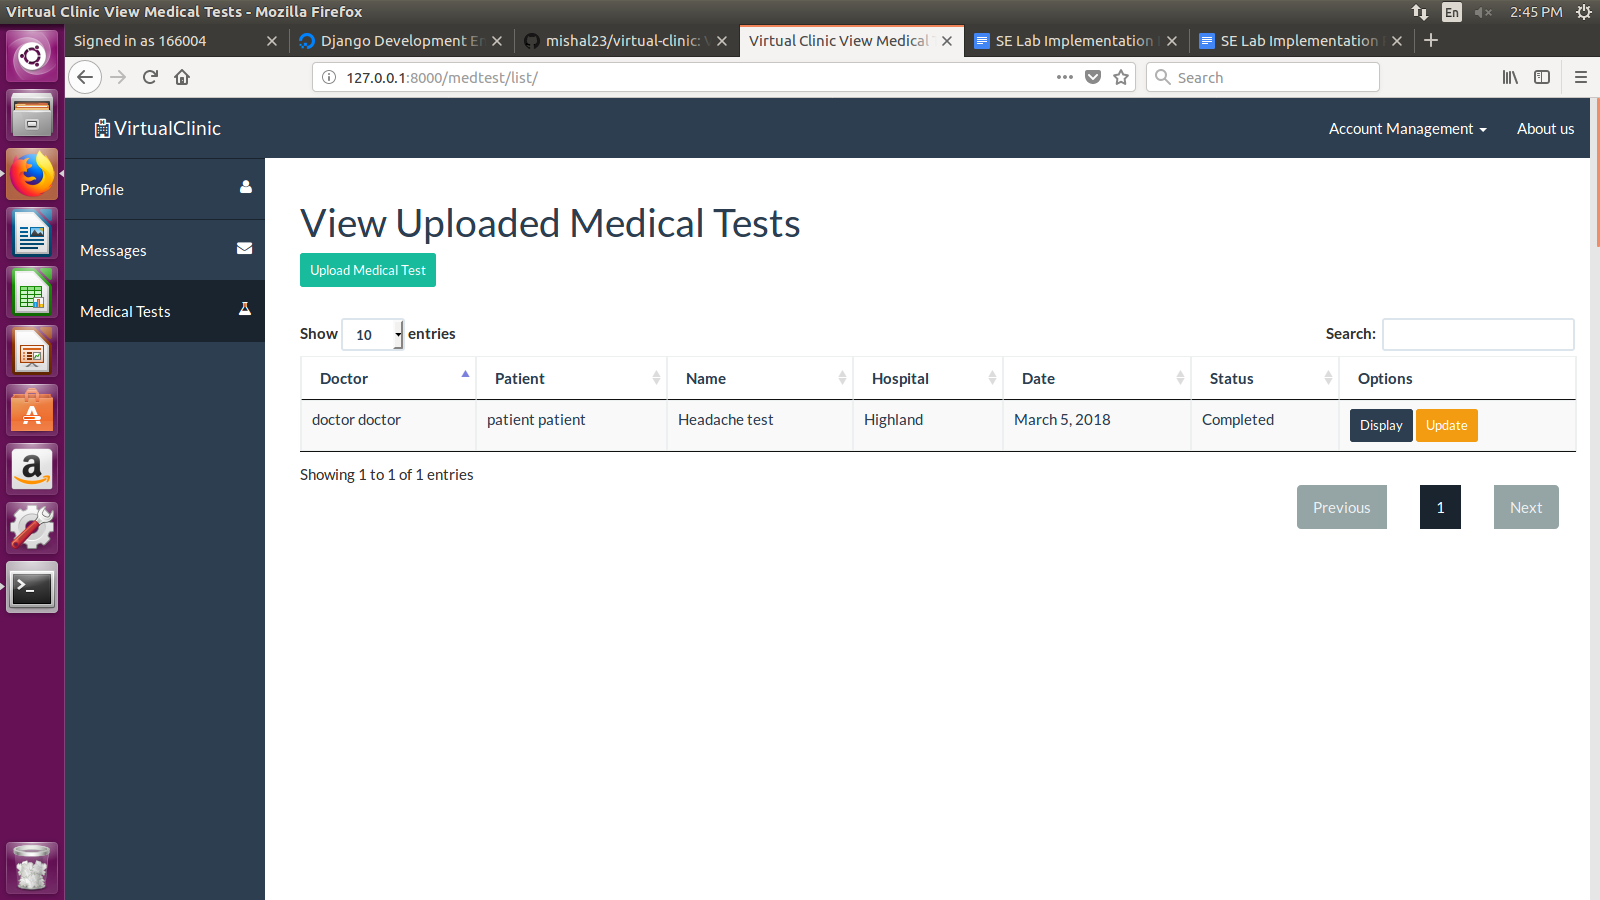 Virtual Clinic View Medical Tests - Mozilla Firefox
En
2:45 PM
Signed in as 166004
Django Development En
mishal23/virtual-clinic: V
Virtual Clinic View Medical T
SE Lab Implementation
SE Lab Implementation
127.0.0.1:8000/medtest/list/
Search
VirtualClinic
Account Management
About us
Profile
Messages
Medical Tests
View Uploaded Medical Tests
Upload Medical Test
Show 10 entries
Search:
Doctor Patient Name Hospital Date Status Options
doctor doctor patient patient Headache test Highland March 5, 2018 Completed Display Update
Showing 1 to 1 of 1 entries
Previous 1 Next